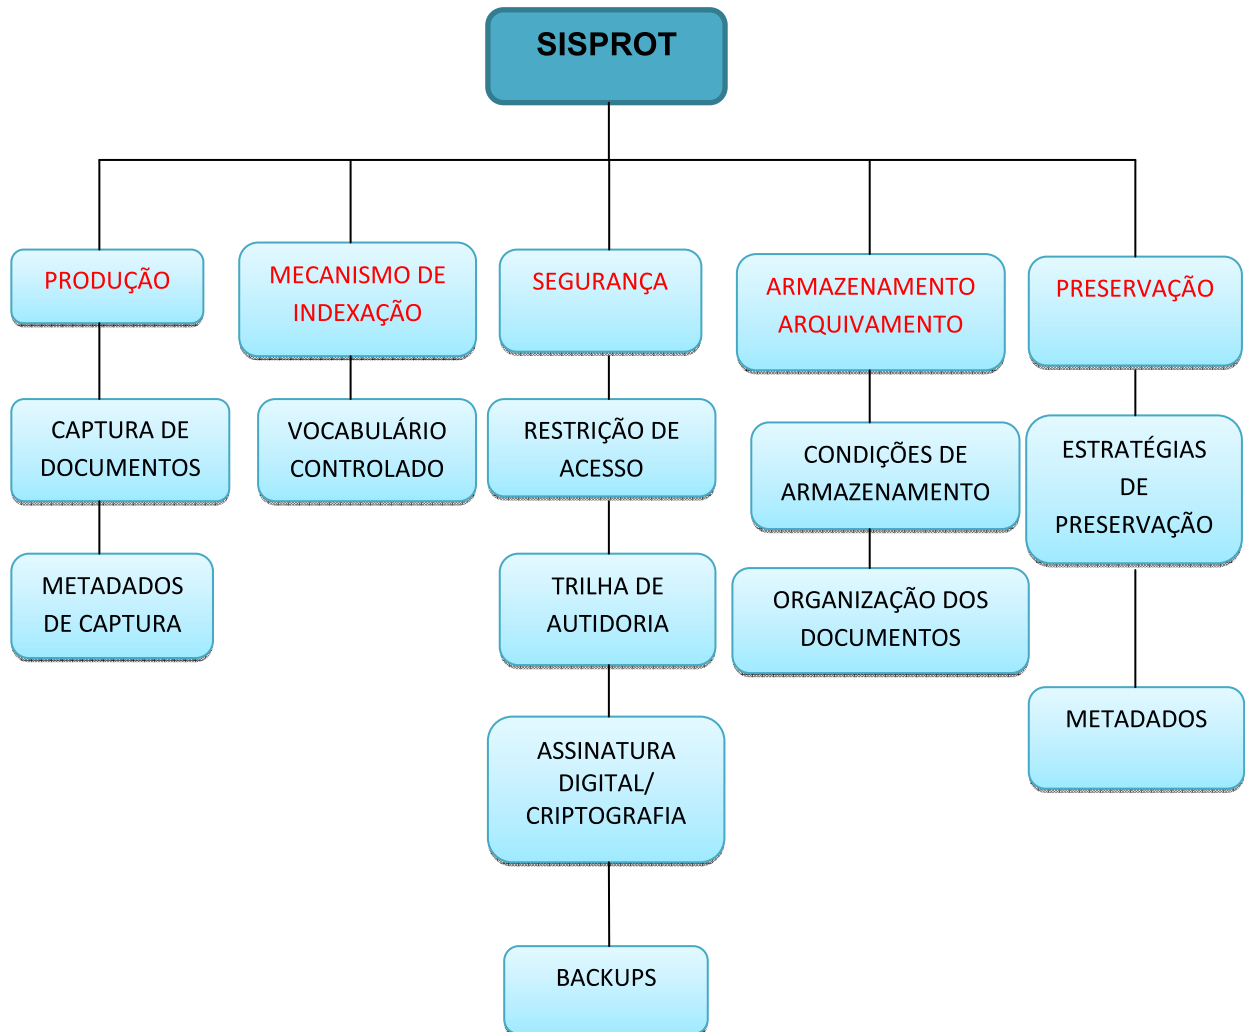 SISPROT
PRODUÇÃO
MECANISMO DE
INDEXAÇÃO
SEGURANÇA
ARMAZENAMENTO
ARQUIVAMENTO
PRESERVAÇÃO
CAPTURA DE
DOCUMENTOS
VOCABULÁRIO
CONTROLADO
RESTRIÇÃO DE
ACESSO
CONDIÇÕES DE
ARMAZENAMENTO
ESTRATÉGIAS
DE
PRESERVAÇÃO
METADADOS
DE CAPTURA
TRILHA DE
AUTIDORIA
ORGANIZAÇÃO DOS
DOCUMENTOS
METADADOS
ASSINATURA
DIGITAL/
CRIPTOGRAFIA
BACKUPS